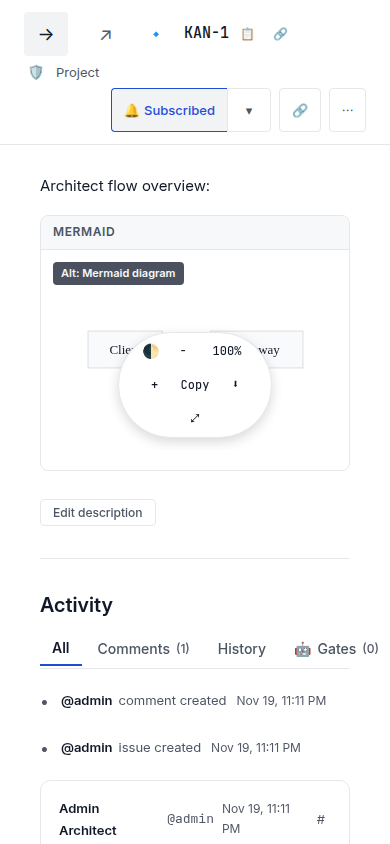 → ↗ KAN-1
Project
Subscribed ▾ ...
Architect flow overview:
MERMAID
Alt: Mermaid diagram
- 100%
+ Copy ⬇
⤢
Edit description
Activity
All Comments (1) History Gates (0)
• @admin comment created Nov 19, 11:11 PM
• @admin issue created Nov 19, 11:11 PM
Admin Architect @admin Nov 19, 11:11 PM #